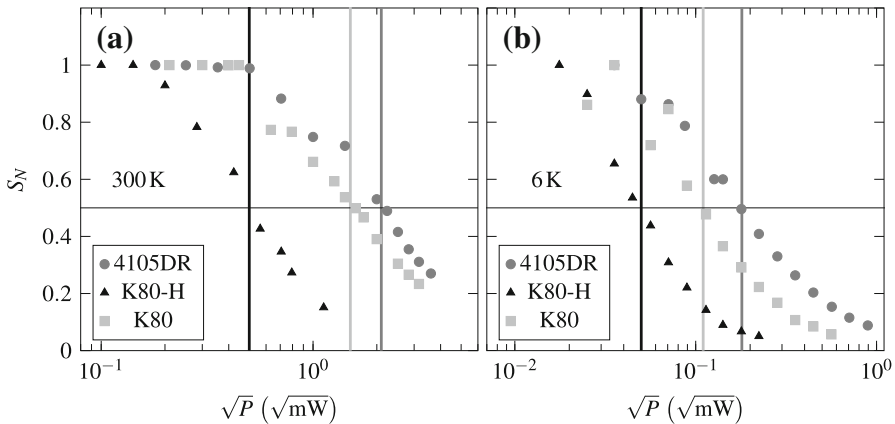 (a)
(b)
1
0.8
0.6
0.4
0.2
0
S_N
300 K
6 K
4105DR
K80-H
K80
4105DR
K80-H
K80
10^−1
10^0
10^−2
10^−1
10^0
√P (√mW)
√P (√mW)